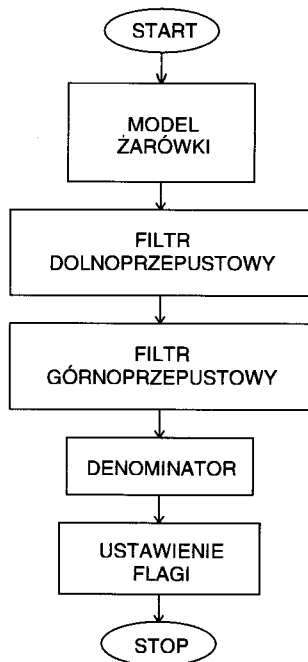 START
MODEL
ŻARÓWKI
FILTR
DOLNOPRZEPUSTOWY
FILTR
GÓRNOPRZEPUSTOWY
DENOMINATOR
USTAWIENIE
FLAGI
STOP